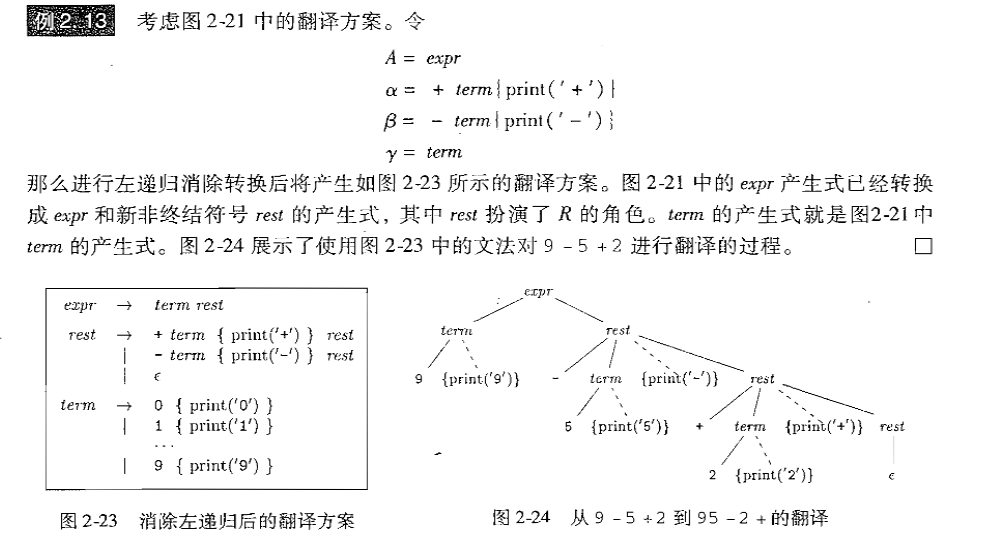 例2.13 考虑图2-21 中的翻译方案。令
A = expr
α = + term{print('+')}
β = - term{print('-')}
γ = term
那么进行左递归消除转换后将产生如图2-23 所示的翻译方案。图2-21 中的 expr 产生式已经转换
成 expr 和新非终结符号 rest 的产生式, 其中 rest 扮演了 R 的角色。term 的产生式就是图2-21中
term 的产生式。图2-24 展示了使用图2-23 中的文法对 9 - 5 + 2 进行翻译的过程。 □
expr → term rest
rest → + term { print('+') } rest
| - term { print('-') } rest
| ϵ
term → 0 { print('0') }
| 1 { print('1') }
...
| 9 { print('9') }
图2-23 消除左递归后的翻译方案
expr
term rest
9 {print('9')} - term {print('-')} rest
5 {print('5')} + term {print('+')} rest
2 {print('2')} ϵ
图2-24 从 9 - 5 + 2 到 95 - 2 + 的翻译